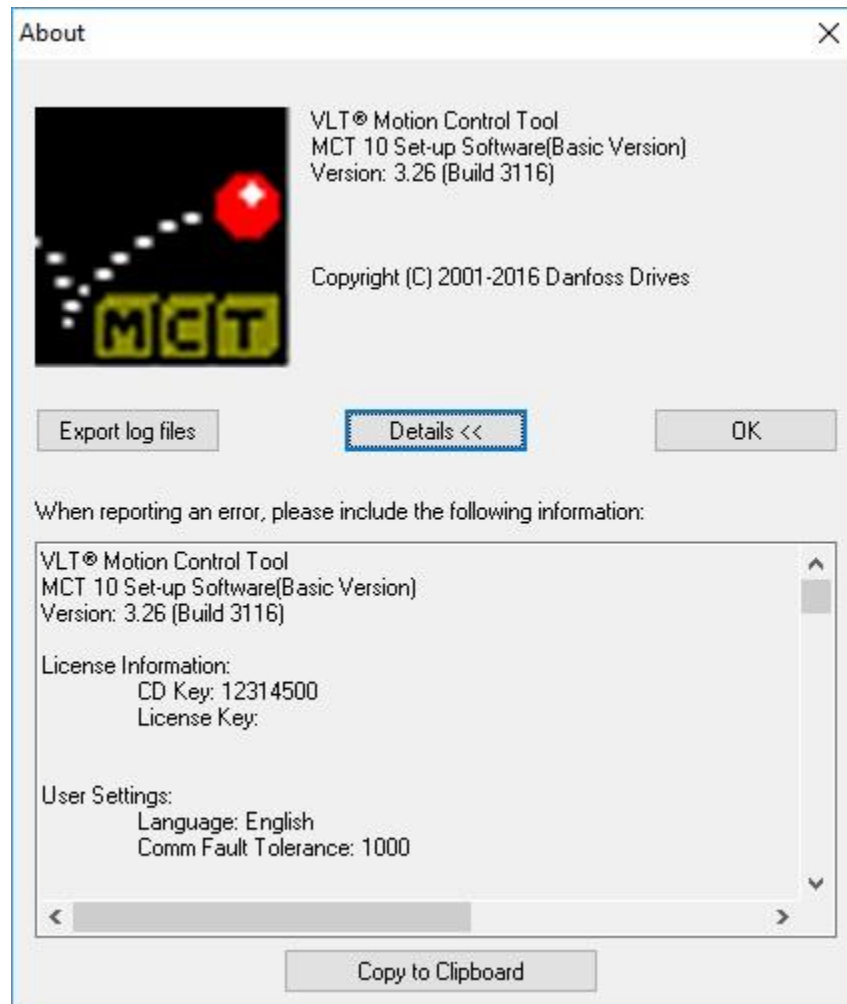 About
VLT® Motion Control Tool
MCT 10 Set-up Software(Basic Version)
Version: 3.26 (Build 3116)
Copyright (C) 2001-2016 Danfoss Drives
MCT
Export log files
Details <<
OK
When reporting an error, please include the following information:
VLT® Motion Control Tool
MCT 10 Set-up Software(Basic Version)
Version: 3.26 (Build 3116)
License Information:
CD Key: 12314500
License Key:
User Settings:
Language: English
Comm Fault Tolerance: 1000
Copy to Clipboard